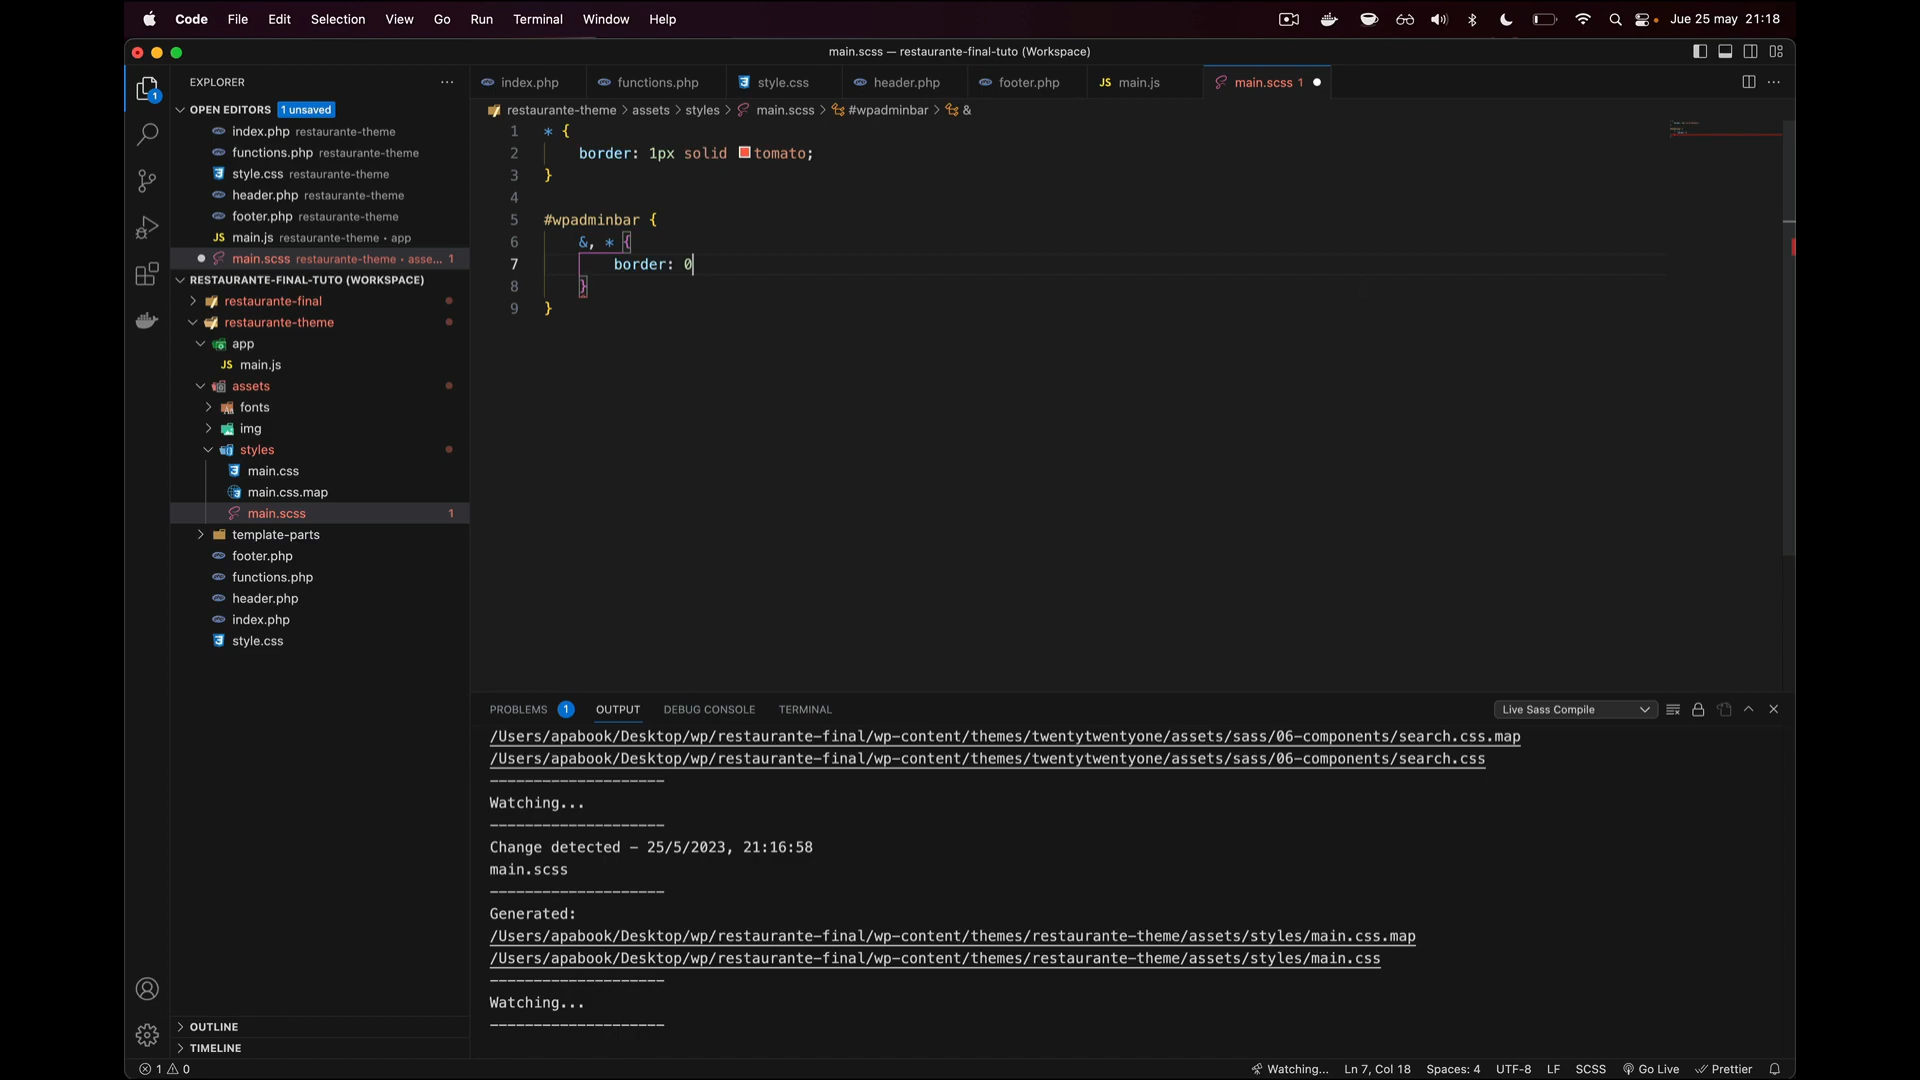 Code File Edit Selection View Go Run Terminal Window Help Jue 25 may 21:18
main.scss — restaurante-final-tuto (Workspace)
EXPLORER
index.php functions.php style.css header.php footer.php JS main.js main.scss 1
OPEN EDITORS 1 unsaved
restaurante-theme > assets > styles > main.scss > #wpadminbar > &
index.php restaurante-theme
functions.php restaurante-theme
style.css restaurante-theme
header.php restaurante-theme
footer.php restaurante-theme
JS main.js restaurante-theme • app
main.scss restaurante-theme • asse... 1
RESTAURANTE-FINAL-TUTO (WORKSPACE)
restaurante-final
restaurante-theme
app
JS main.js
assets
fonts
img
styles
main.css
main.css.map
main.scss 1
template-parts
footer.php
functions.php
header.php
index.php
style.css
OUTLINE
TIMELINE
1 * {
2 border: 1px solid tomato;
3 }
4
5 #wpadminbar {
6 &, * {
7 border: 0
8 }
9 }
PROBLEMS 1 OUTPUT DEBUG CONSOLE TERMINAL Live Sass Compile
/Users/apabook/Desktop/wp/restaurante-final/wp-content/themes/twentytwentyone/assets/sass/06-components/search.css.map
/Users/apabook/Desktop/wp/restaurante-final/wp-content/themes/twentytwentyone/assets/sass/06-components/search.css
--------------------
Watching...
--------------------
Change detected - 25/5/2023, 21:16:58
main.scss
--------------------
Generated:
/Users/apabook/Desktop/wp/restaurante-final/wp-content/themes/restaurante-theme/assets/styles/main.css.map
/Users/apabook/Desktop/wp/restaurante-final/wp-content/themes/restaurante-theme/assets/styles/main.css
--------------------
Watching...
--------------------
1 0 Watching... Ln 7, Col 18 Spaces: 4 UTF-8 LF SCSS Go Live Prettier